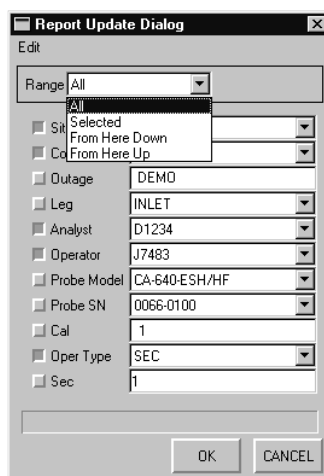 Report Update Dialog
Edit
Range All
All
Selected
From Here Down
From Here Up
Sit
Co
Outage DEMO
Leg INLET
Analyst D1234
Operator J7483
Probe Model CA-640-ESH/HF
Probe SN 0066-0100
Cal 1
Oper Type SEC
Sec 1
OK CANCEL